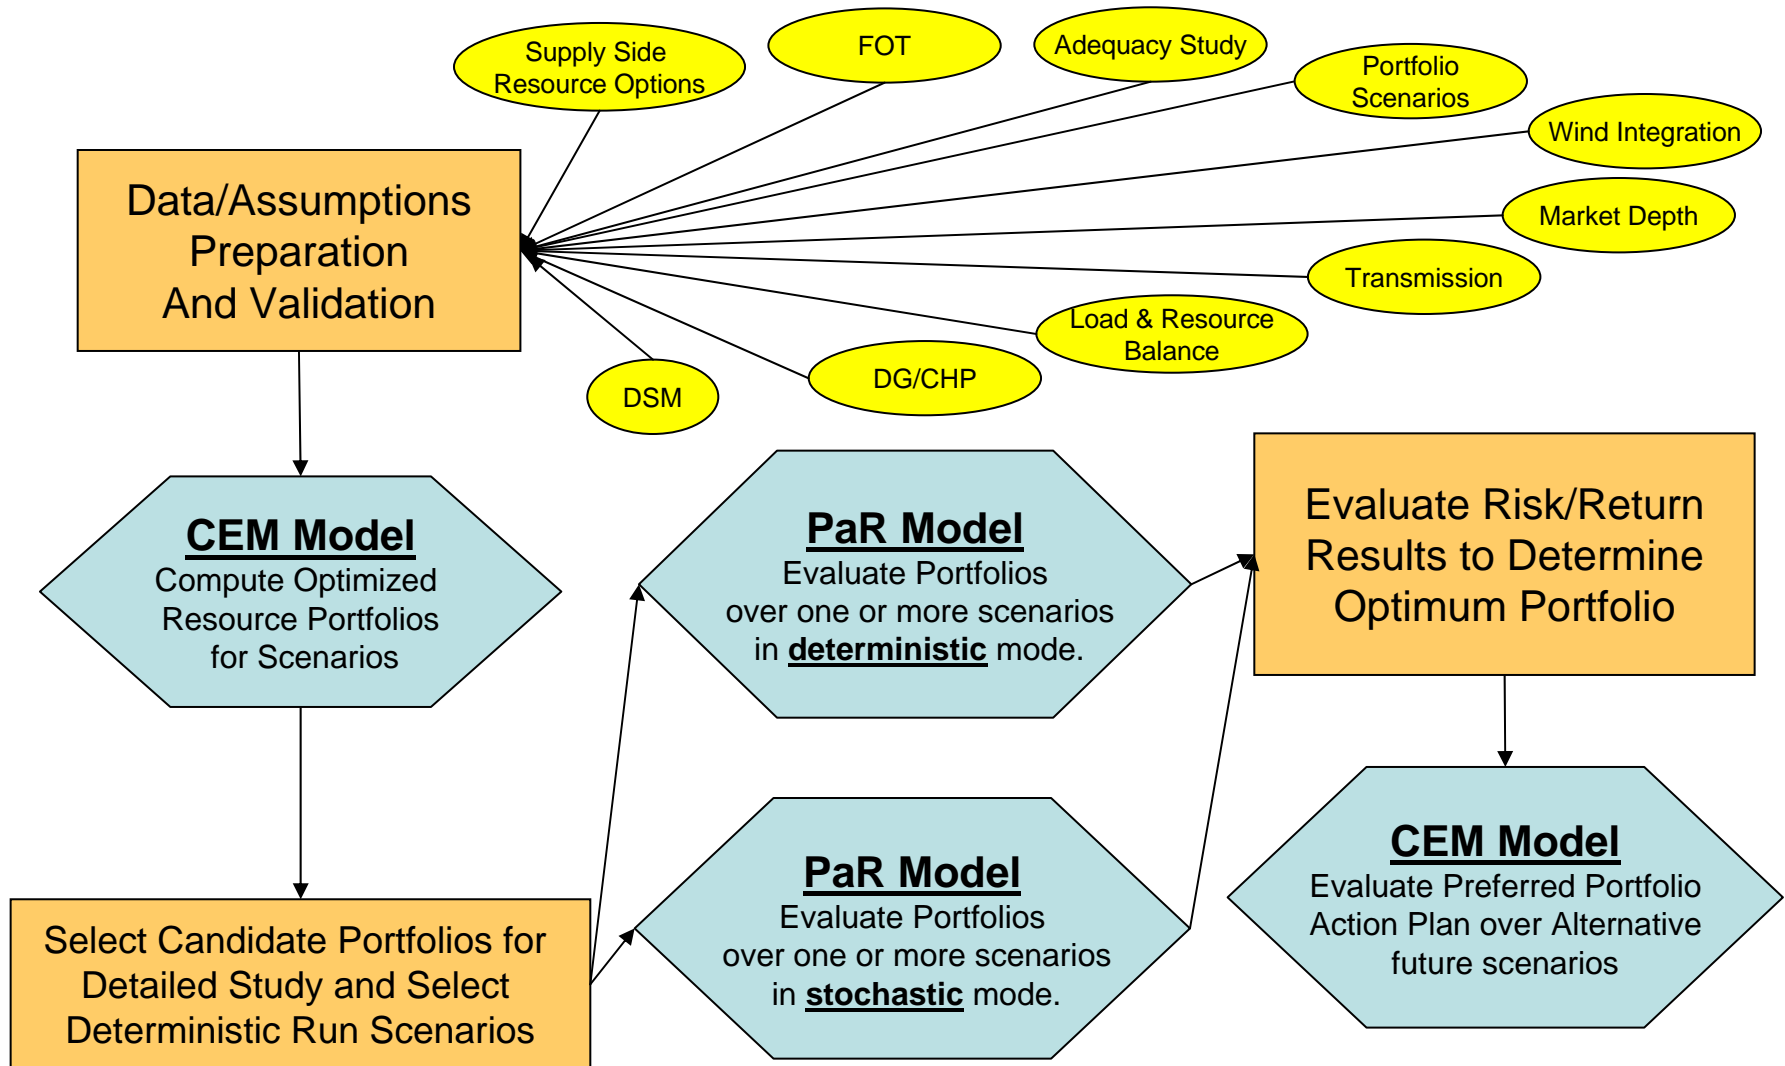 Supply Side
Resource Options
FOT
Adequacy Study
Portfolio
Scenarios
Wind Integration
Market Depth
Transmission
Load & Resource
Balance
DG/CHP
DSM
Data/Assumptions
Preparation
And Validation
CEM Model
Compute Optimized
Resource Portfolios
for Scenarios
Select Candidate Portfolios for
Detailed Study and Select
Deterministic Run Scenarios
PaR Model
Evaluate Portfolios
over one or more scenarios
in deterministic mode.
PaR Model
Evaluate Portfolios
over one or more scenarios
in stochastic mode.
Evaluate Risk/Return
Results to Determine
Optimum Portfolio
CEM Model
Evaluate Preferred Portfolio
Action Plan over Alternative
future scenarios